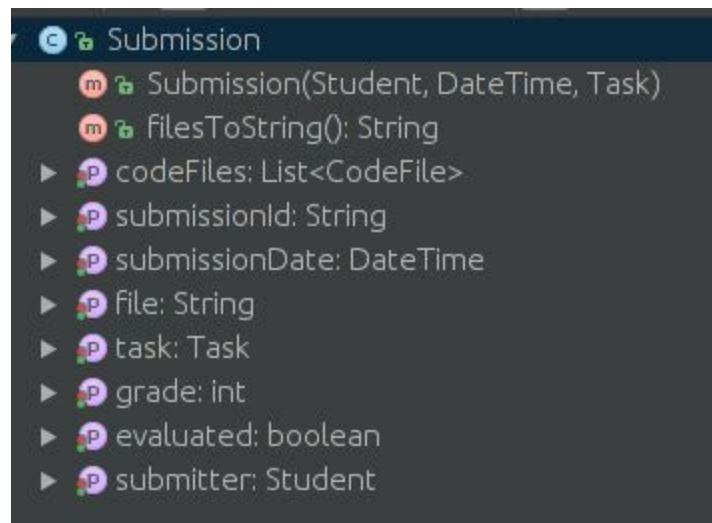 Submission
Submission(Student, DateTime, Task)
filesToString(): String
codeFiles: List<CodeFile>
submissionId: String
submissionDate: DateTime
file: String
task: Task
grade: int
evaluated: boolean
submitter: Student